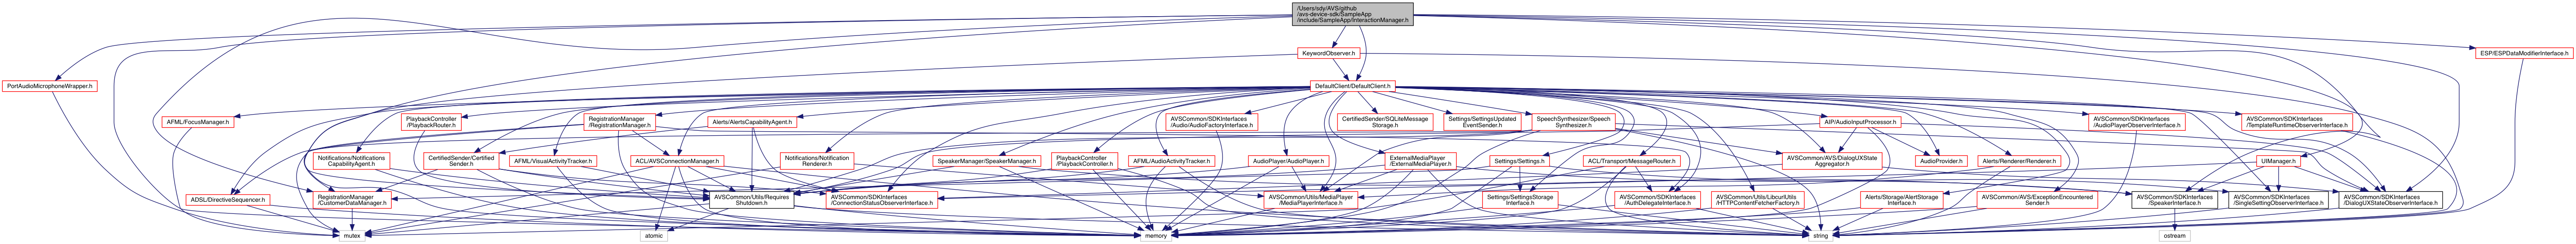 /Users/sdy/AVS/github
/avs-device-sdk/SampleApp
/include/SampleApp/InteractionManager.h
KeywordObserver.h
ESP/ESPDataModifierInterface.h
PortAudioMicrophoneWrapper.h
DefaultClient/DefaultClient.h
AFML/FocusManager.h
PlaybackController
/PlaybackRouter.h
RegistrationManager
/RegistrationManager.h
Alerts/AlertsCapabilityAgent.h
AVSCommon/SDKInterfaces
/Audio/AudioFactoryInterface.h
CertifiedSender/SQLiteMessage
Storage.h
Settings/SettingsUpdated
EventSender.h
SpeechSynthesizer/Speech
Synthesizer.h
AIP/AudioInputProcessor.h
AVSCommon/SDKInterfaces
/AudioPlayerObserverInterface.h
AVSCommon/SDKInterfaces
/TemplateRuntimeObserverInterface.h
Notifications/Notifications
CapabilityAgent.h
CertifiedSender/Certified
Sender.h
AFML/VisualActivityTracker.h
ACL/AVSConnectionManager.h
Notifications/Notification
Renderer.h
SpeakerManager/SpeakerManager.h
PlaybackController
/PlaybackController.h
AFML/AudioActivityTracker.h
AudioPlayer/AudioPlayer.h
ExternalMediaPlayer
/ExternalMediaPlayer.h
Settings/Settings.h
ACL/Transport/MessageRouter.h
AVSCommon/AVS/DialogUXState
Aggregator.h
AudioProvider.h
Alerts/Renderer/Renderer.h
UIManager.h
ADSL/DirectiveSequencer.h
RegistrationManager
/CustomerDataManager.h
AVSCommon/Utils/Requires
Shutdown.h
AVSCommon/SDKInterfaces
/ConnectionStatusObserverInterface.h
AVSCommon/Utils/MediaPlayer
/MediaPlayerInterface.h
Settings/SettingsStorage
Interface.h
AVSCommon/SDKInterfaces
/AuthDelegateInterface.h
AVSCommon/Utils/LibcurlUtils
/HTTPContentFetcherFactory.h
Alerts/Storage/AlertStorage
Interface.h
AVSCommon/AVS/ExceptionEncountered
Sender.h
AVSCommon/SDKInterfaces
/SpeakerInterface.h
AVSCommon/SDKInterfaces
/SingleSettingObserverInterface.h
AVSCommon/SDKInterfaces
/DialogUXStateObserverInterface.h
mutex
atomic
memory
string
ostream